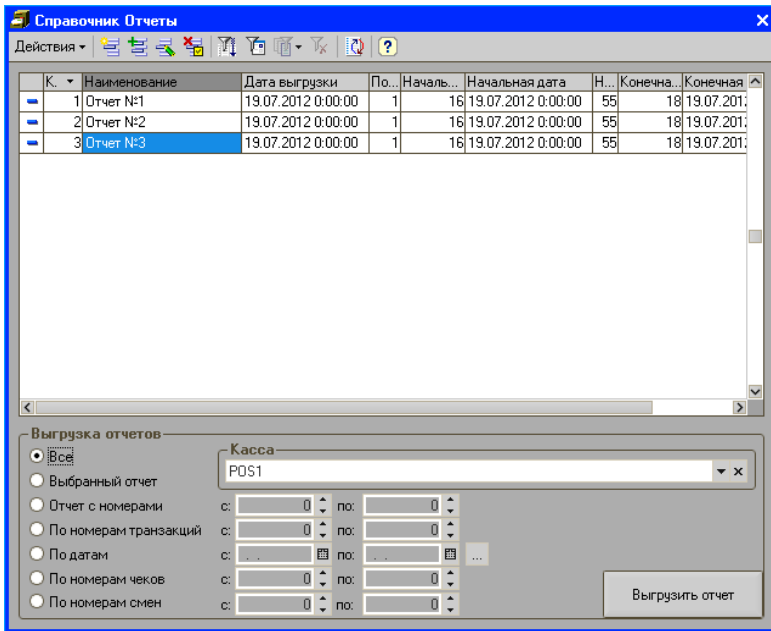 Справочник Отчеты
Действия
К. Наименование Дата выгрузки По... Началь... Начальная дата Н... Конечна... Конечная
1 Отчет №1 19.07.2012 0:00:00 1 16 19.07.2012 0:00:00 55 18 19.07.201
2 Отчет №2 19.07.2012 0:00:00 1 16 19.07.2012 0:00:00 55 18 19.07.201
3 Отчет №3 19.07.2012 0:00:00 1 16 19.07.2012 0:00:00 55 18 19.07.201
Выгрузка отчетов
Все
Касса
POS1
Выбранный отчет
Отчет с номерами с: 0 по: 0
По номерам транзакций с: 0 по: 0
По датам с: . . по: . . ...
По номерам чеков с: 0 по: 0
По номерам смен с: 0 по: 0
Выгрузить отчет